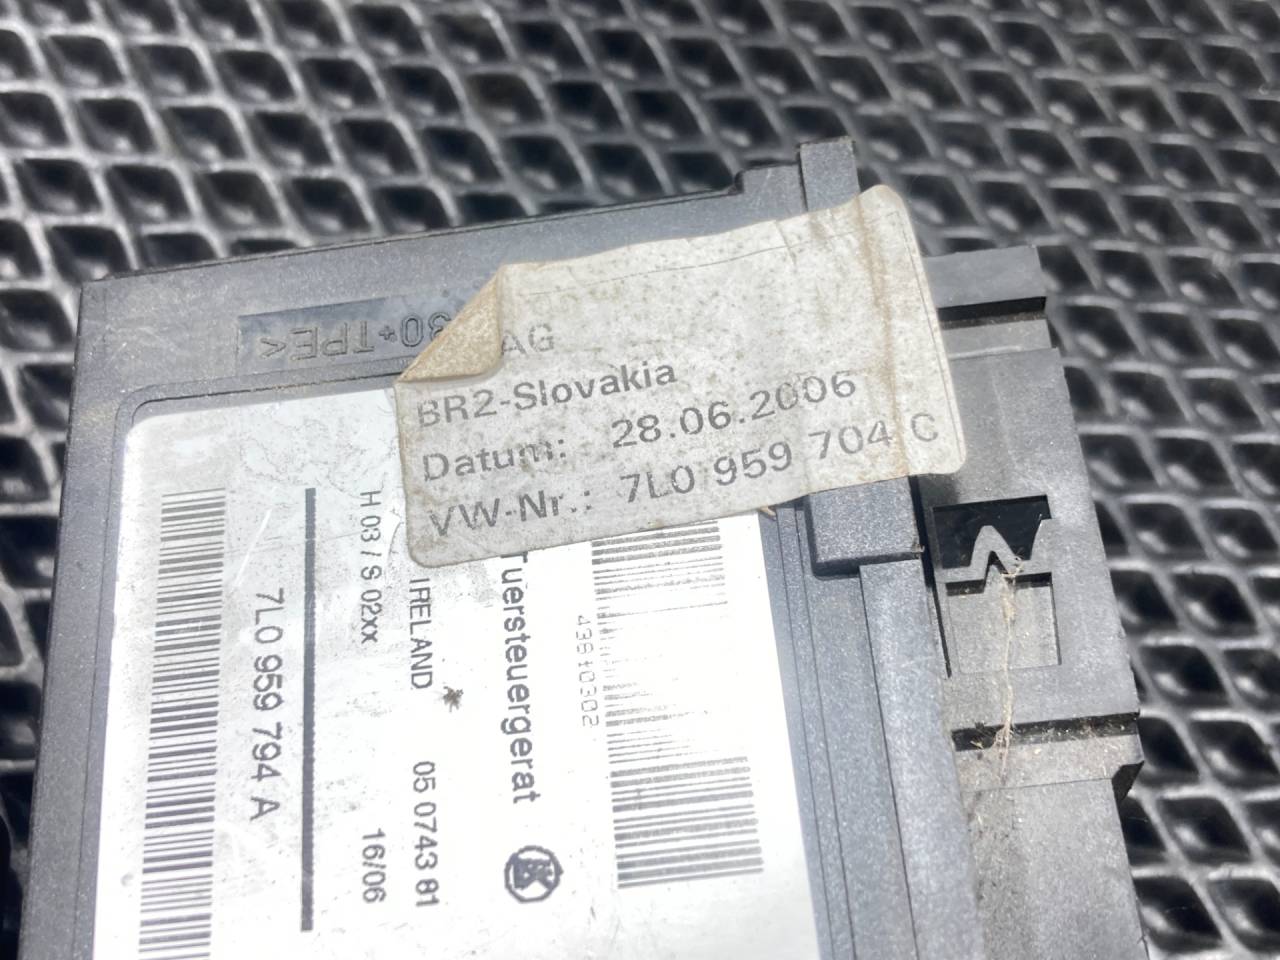 AG
BR2-Slovakia
Datum: 28.06.2006
VW-Nr.: 7L0 959 704 C
30+TPE<
Tuersteuergerat
IRELAND 05 0743 81
H 03 / S 02xx 16/06
7L0 959 794 A